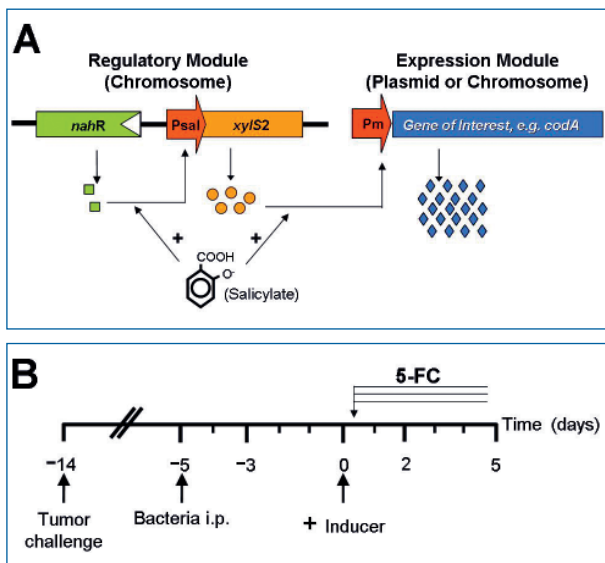 A
Regulatory Module
(Chromosome)
Expression Module
(Plasmid or Chromosome)
nahR
Psal
xylS2
Pm
Gene of Interest, e.g. codA
+
+
COOH
O-
(Salicylate)
B
5-FC
Time (days)
−14
−5
−3
0
2
5
Tumor
challenge
Bacteria i.p.
+ Inducer